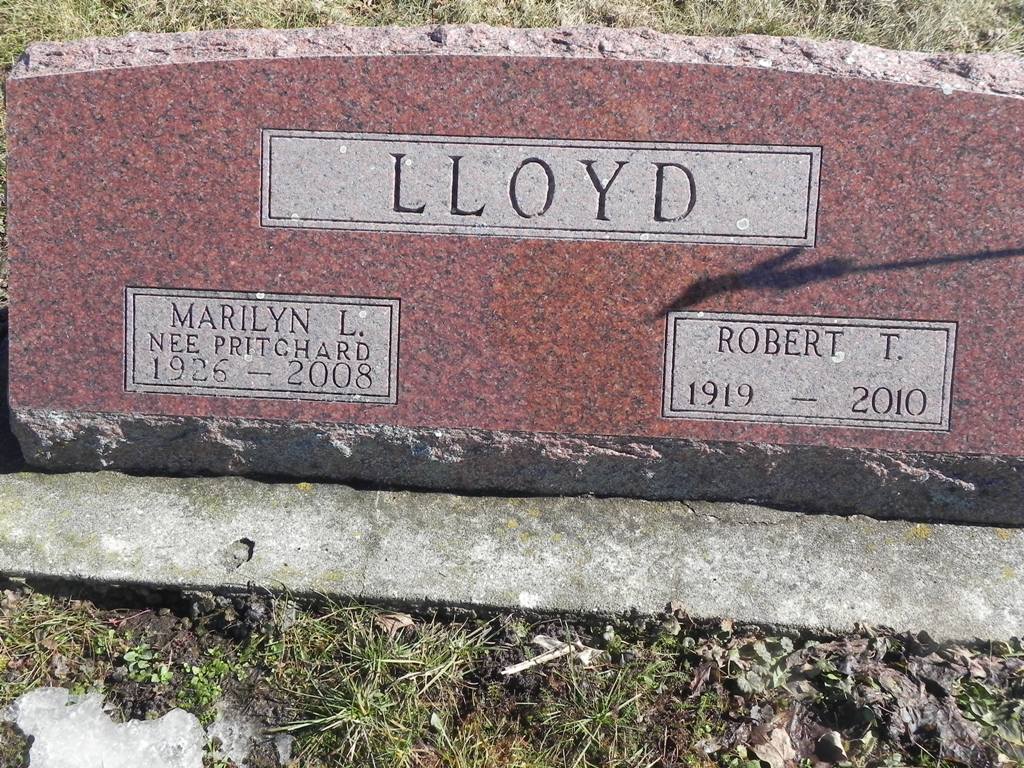 LLOYD
MARILYN L.
NEE PRITCHARD
1926 – 2008
ROBERT T.
1919 – 2010